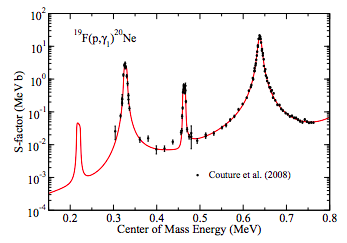 ¹⁹F(p,γ₁)²⁰Ne
S-factor (MeV b)
10²
10¹
10⁰
10⁻¹
10⁻²
10⁻³
10⁻⁴
Couture et al. (2008)
0.2 0.3 0.4 0.5 0.6 0.7 0.8
Center of Mass Energy (MeV)